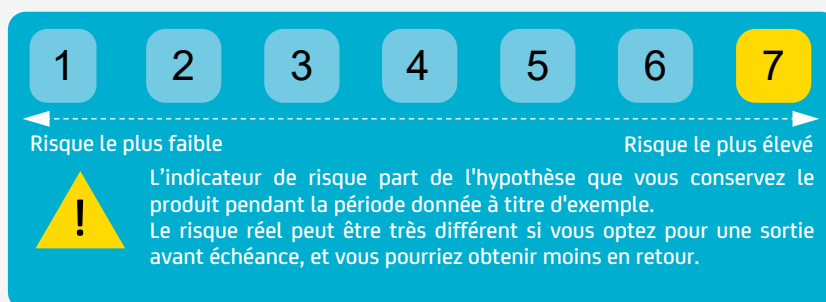 1 2 3 4 5 6 7
Risque le plus faible Risque le plus élevé
L’indicateur de risque part de l'hypothèse que vous conservez le
produit pendant la période donnée à titre d'exemple.
Le risque réel peut être très différent si vous optez pour une sortie
avant échéance, et vous pourriez obtenir moins en retour.
!